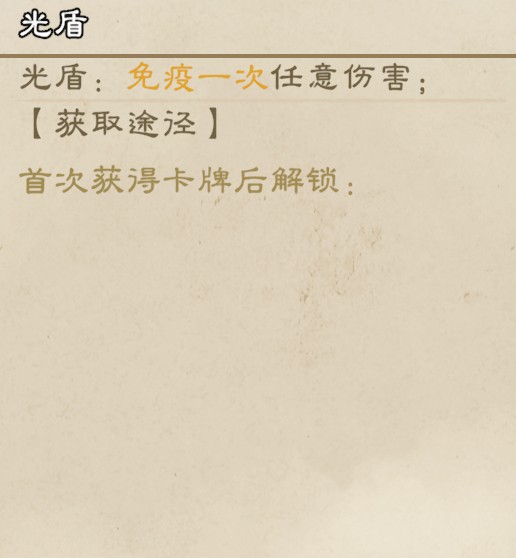 光盾
光盾：免疫一次任意伤害；
【获取途径】
首次获得卡牌后解锁：